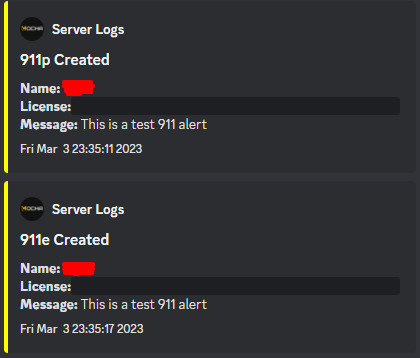 MOCHA
Server Logs
911p Created
Name:
License:
Message: This is a test 911 alert
Fri Mar  3 23:35:11 2023
MOCHA
Server Logs
911e Created
Name:
License:
Message: This is a test 911 alert
Fri Mar  3 23:35:17 2023